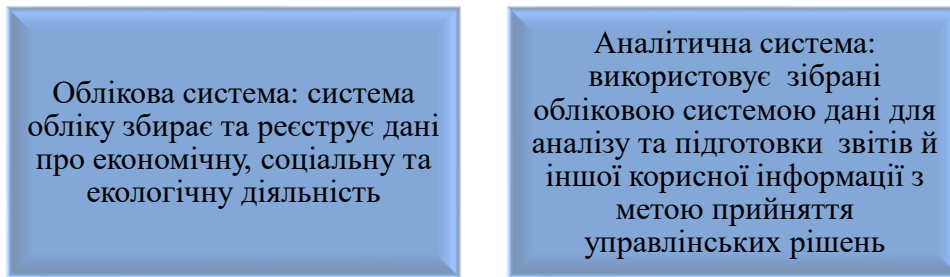 Облікова система: система
обліку збирає та реєструє дані
про економічну, соціальну та
екологічну діяльність
Аналітична система:
використовує зібрані
обліковою системою дані для
аналізу та підготовки звітів й
іншої корисної інформації з
метою прийняття
управлінських рішень